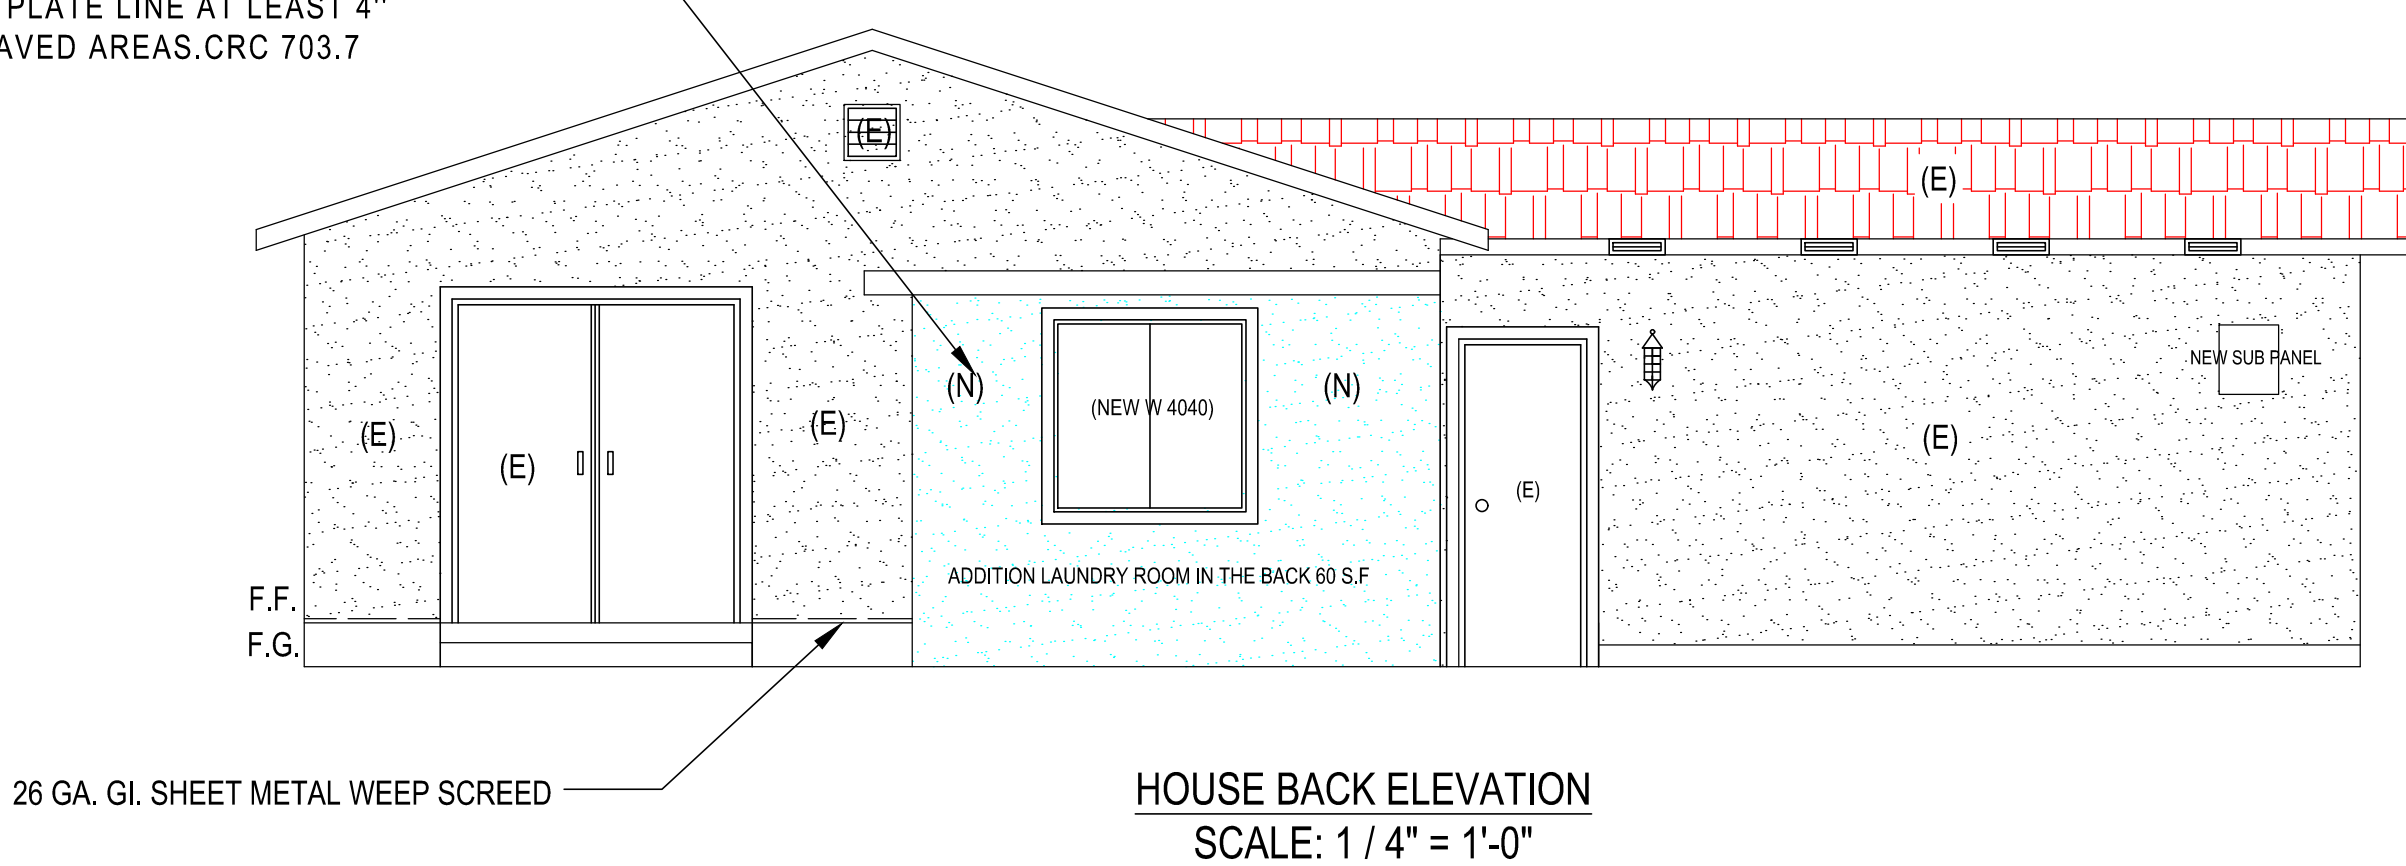 PLATE LINE AT LEAST 4"
AVED AREAS.CRC 703.7
(E)
(E)
(N)
(N)
(NEW W 4040)
NEW SUB PANEL
(E)
(E)
(E)
(E)
(E)
ADDITION LAUNDRY ROOM IN THE BACK 60 S.F
F.F.
F.G.
26 GA. GI. SHEET METAL WEEP SCREED
HOUSE BACK ELEVATION
SCALE: 1 / 4" = 1'-0"